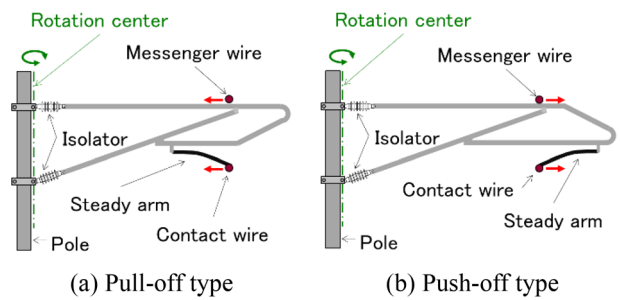 Rotation center
Messenger wire
Isolator
Steady arm
Contact wire
Pole
(a) Pull-off type
Rotation center
Messenger wire
Isolator
Contact wire
Steady arm
Pole
(b) Push-off type